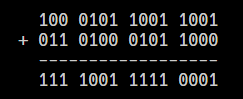 100 0101 1001 1001
+ 011 0100 0101 1000
------------------
111 1001 1111 0001